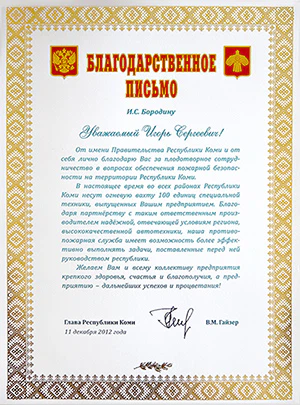 БЛАГОДАРСТВЕННОЕ
ПИСЬМО
И.С. Бородину
Уважаемый Игорь Сергеевич!
От имени Правительства Республики Коми и от
себя лично благодарю Вас за плодотворное сотруд-
ничество в вопросах обеспечения пожарной безопас-
ности на территории Республики Коми.
В настоящее время во всех районах Республики
Коми несут огневую вахту 100 единиц специальной
техники, выпущенных Вашим предприятием. Благо-
даря партнёрству с таким ответственным произ-
водителем надёжной, отвечающей условиям региона,
высококачественной автотехники, наша противо-
пожарная служба имеет возможность более эффек-
тивно выполнять задачи, поставленные перед ней
руководством республики.
Желаем Вам и всему коллективу предприятия
крепкого здоровья, счастья и благополучия, а пред-
приятию – дальнейших успехов и процветания!
Глава Республики Коми
В.М. Гайзер
11 декабря 2012 года